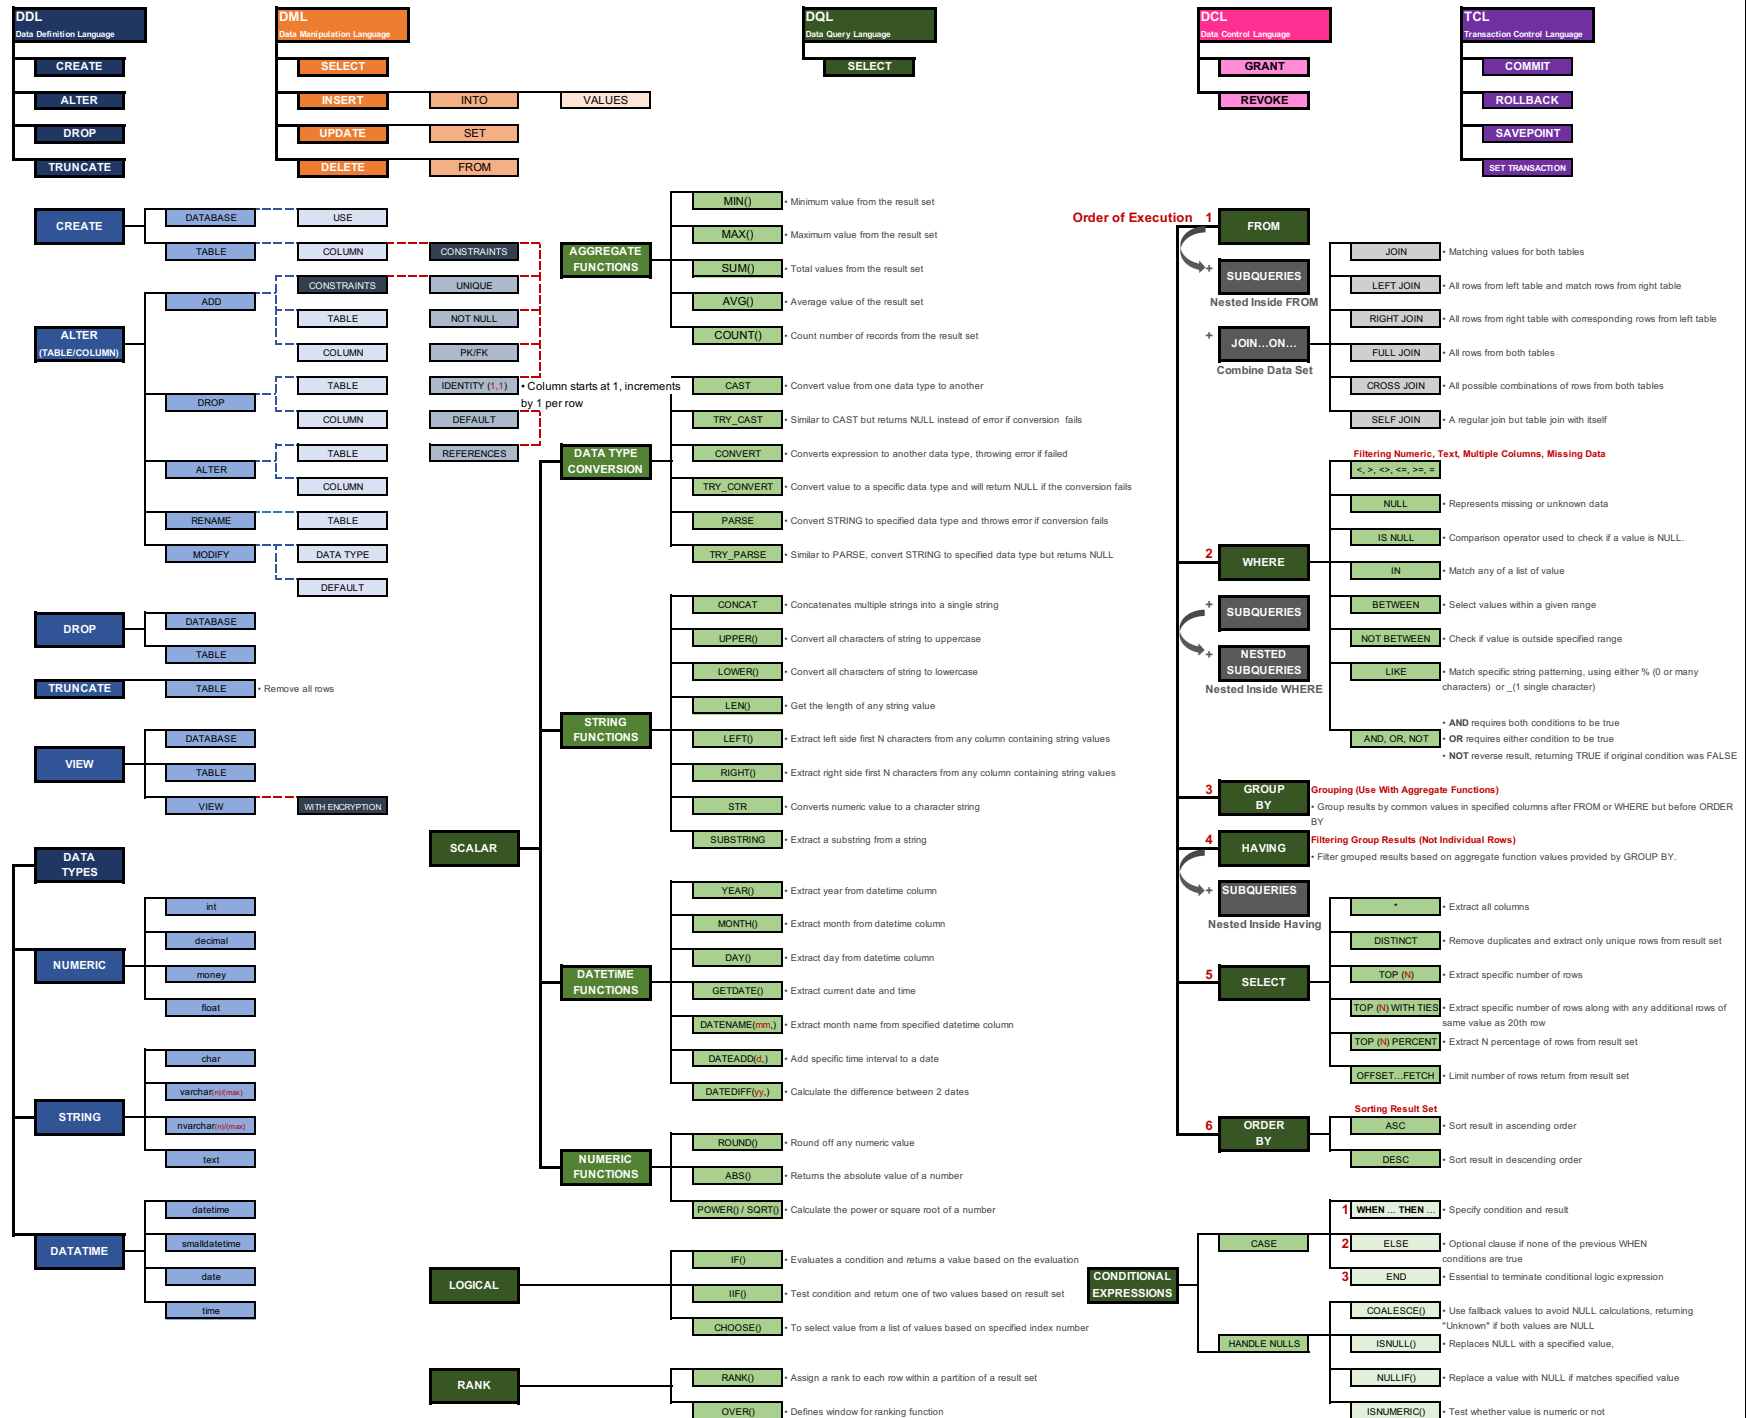 DDL
Data Definition Language
CREATE
ALTER
DROP
TRUNCATE
DML
Data Manipulation Language
SELECT
INSERT
INTO
VALUES
UPDATE
SET
DELETE
FROM
DQL
Data Query Language
SELECT
DCL
Data Control Language
GRANT
REVOKE
TCL
Transaction Control Language
COMMIT
ROLLBACK
SAVEPOINT
SET TRANSACTION
CREATE
DATABASE
USE
TABLE
COLUMN
CONSTRAINTS
ALTER
(TABLE/COLUMN)
ADD
CONSTRAINTS
TABLE
COLUMN
UNIQUE
NOT NULL
PK/FK
IDENTITY (1,1)
• Column starts at 1, increments
by 1 per row
DEFAULT
REFERENCES
DROP
TABLE
COLUMN
ALTER
TABLE
COLUMN
RENAME
TABLE
MODIFY
DATA TYPE
DEFAULT
DROP
DATABASE
TABLE
TRUNCATE
TABLE
• Remove all rows
VIEW
DATABASE
TABLE
VIEW
WITH ENCRYPTION
DATA
TYPES
NUMERIC
int
decimal
money
float
STRING
char
varchar(n)/(max)
nvarchar(n)/(max)
text
DATATIME
datetime
smalldatetime
date
time
AGGREGATE
FUNCTIONS
MIN()
• Minimum value from the result set
MAX()
• Maximum value from the result set
SUM()
• Total values from the result set
AVG()
• Average value of the result set
COUNT()
• Count number of records from the result set
SCALAR
DATA TYPE
CONVERSION
CAST
• Convert value from one data type to another
TRY_CAST
• Similar to CAST but returns NULL instead of error if conversion fails
CONVERT
• Converts expression to another data type, throwing error if failed
TRY_CONVERT
• Convert value to a specific data type and will return NULL if the conversion fails
PARSE
• Convert STRING to specified data type and throws error if conversion fails
TRY_PARSE
• Similar to PARSE, convert STRING to specified data type but returns NULL
STRING
FUNCTIONS
CONCAT
• Concatenates multiple strings into a single string
UPPER()
• Convert all characters of string to uppercase
LOWER()
• Convert all characters of string to lowercase
LEN()
• Get the length of any string value
LEFT()
• Extract left side first N characters from any column containing string values
RIGHT()
• Extract right side first N characters from any column containing string values
STR
• Converts numeric value to a character string
SUBSTRING
• Extract a substring from a string
DATETiME
FUNCTIONS
YEAR()
• Extract year from datetime column
MONTH()
• Extract month from datetime column
DAY()
• Extract day from datetime column
GETDATE()
• Extract current date and time
DATENAME(mm,)
• Extract month name from specified datetime column
DATEADD(d,)
• Add specific time interval to a date
DATEDIFF(yy,)
• Calculate the difference between 2 dates
NUMERIC
FUNCTIONS
ROUND()
• Round off any numeric value
ABS()
• Returns the absolute value of a number
POWER() / SQRT()
• Calculate the power or square root of a number
LOGICAL
IF()
• Evaluates a condition and returns a value based on the evaluation
IIF()
• Test condition and return one of two values based on result set
CHOOSE()
• To select value from a list of values based on specified index number
RANK
RANK()
• Assign a rank to each row within a partition of a result set
OVER()
• Defines window for ranking function
Order of Execution
1
FROM
+
SUBQUERIES
Nested Inside FROM
+
JOIN...ON...
Combine Data Set
JOIN
• Matching values for both tables
LEFT JOIN
• All rows from left table and match rows from right table
RIGHT JOIN
• All rows from right table with corresponding rows from left table
FULL JOIN
• All rows from both tables
CROSS JOIN
• All possible combinations of rows from both tables
SELF JOIN
• A regular join but table join with itself
2
WHERE
+
SUBQUERIES
+
NESTED
SUBQUERIES
Nested Inside WHERE
Filtering Numeric, Text, Multiple Columns, Missing Data
<, >, <>, <=, >=, =
NULL
• Represents missing or unknown data
IS NULL
• Comparison operator used to check if a value is NULL.
IN
• Match any of a list of value
BETWEEN
• Select values within a given range
NOT BETWEEN
• Check if value is outside specified range
LIKE
• Match specific string patterning, using either % (0 or many
characters) or _(1 single character)
AND, OR, NOT
• AND requires both conditions to be true
• OR requires either condition to be true
• NOT reverse result, returning TRUE if original condition was FALSE
3
GROUP
BY
Grouping (Use With Aggregate Functions)
• Group results by common values in specified columns after FROM or WHERE but before ORDER
BY
4
HAVING
Filtering Group Results (Not Individual Rows)
• Filter grouped results based on aggregate function values provided by GROUP BY.
+
SUBQUERIES
Nested Inside Having
5
SELECT
*
• Extract all columns
DISTINCT
• Remove duplicates and extract only unique rows from result set
TOP (N)
• Extract specific number of rows
TOP (N) WITH TIES
• Extract specific number of rows along with any additional rows of
same value as 20th row
TOP (N) PERCENT
• Extract N percentage of rows from result set
OFFSET...FETCH
• Limit number of rows return from result set
6
ORDER
BY
Sorting Result Set
ASC
• Sort result in ascending order
DESC
• Sort result in descending order
CONDITIONAL
EXPRESSIONS
CASE
1
WHEN ... THEN ...
• Specify condition and result
2
ELSE
• Optional clause if none of the previous WHEN
conditions are true
3
END
• Essential to terminate conditional logic expression
HANDLE NULLS
COALESCE()
• Use fallback values to avoid NULL calculations, returning
"Unknown" if both values are NULL
ISNULL()
• Replaces NULL with a specified value,
NULLIF()
• Replace a value with NULL if matches specified value
ISNUMERIC()
• Test whether value is numeric or not